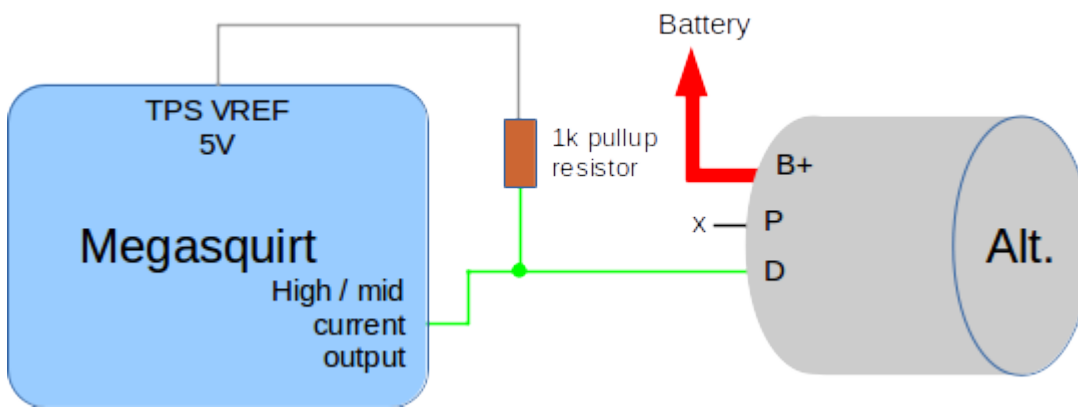 Battery
TPS VREF
5V
1k pullup
resistor
B+
X
P
Megasquirt
Alt.
D
High / mid
current
output